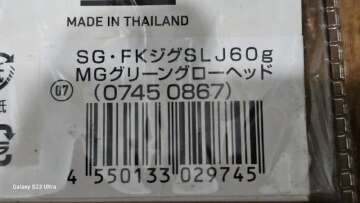 MADE IN THAILAND
SG・FKジグSLJ60g
MGグリーングローヘッド
07
(0745 0867)
4 550133 029745
紙
Galaxy S23 Ultra